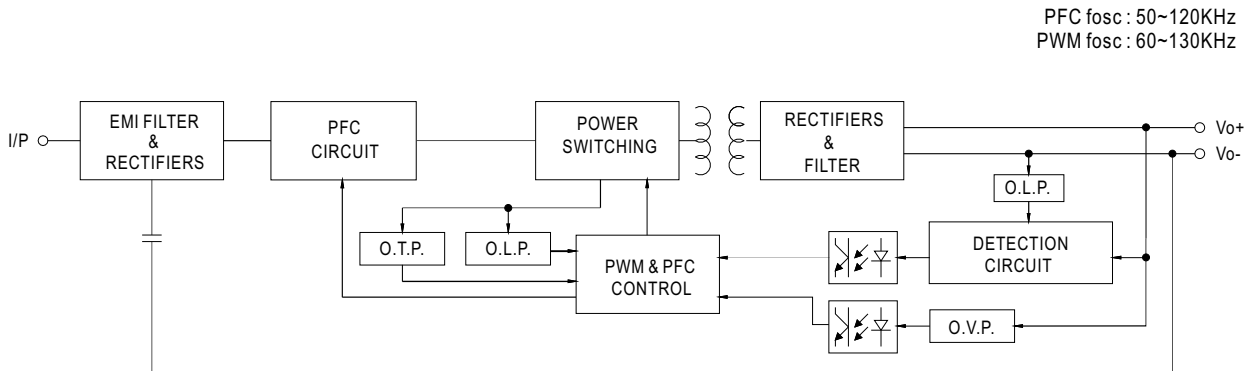 PFC fosc : 50~120KHz
PWM fosc : 60~130KHz
I/P
EMI FILTER
&
RECTIFIERS
PFC
CIRCUIT
POWER
SWITCHING
RECTIFIERS
&
FILTER
Vo+
Vo-
O.L.P.
O.T.P.
O.L.P.
PWM & PFC
CONTROL
DETECTION
CIRCUIT
O.V.P.